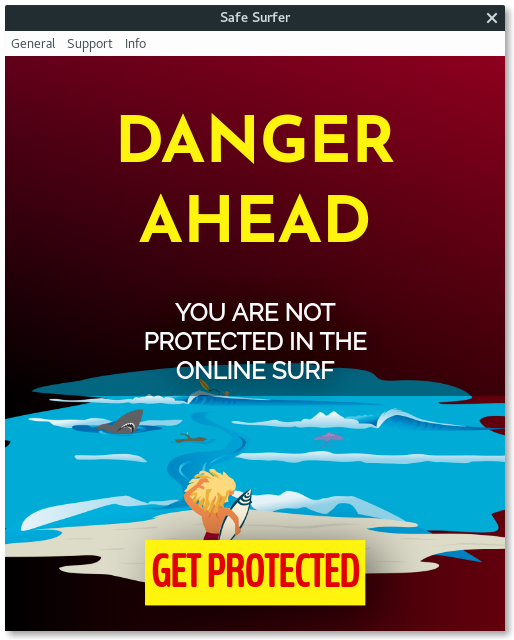 Safe Surfer
General Support Info
DANGER
AHEAD
YOU ARE NOT
PROTECTED IN THE
ONLINE SURF
GET PROTECTED